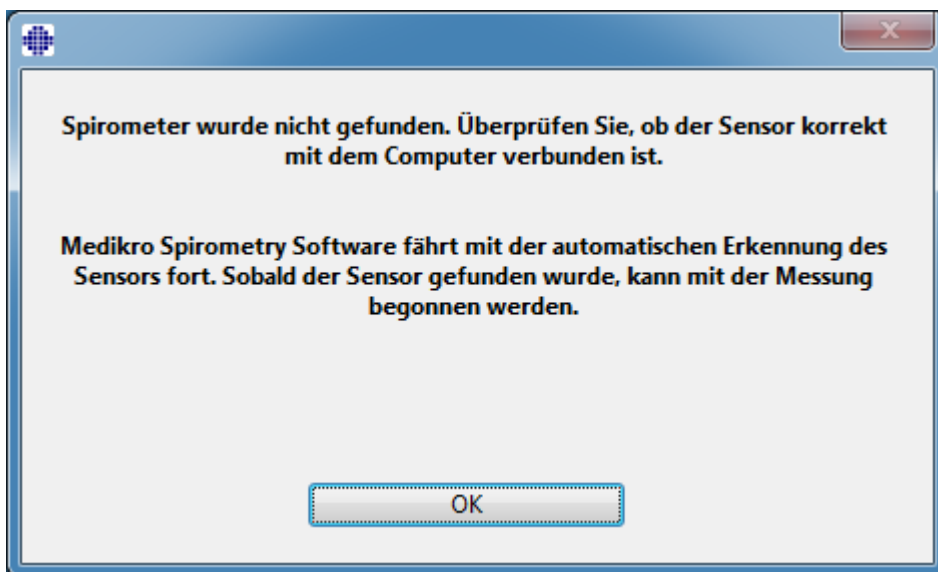 Spirometer wurde nicht gefunden. Überprüfen Sie, ob der Sensor korrekt
mit dem Computer verbunden ist.
Medikro Spirometry Software fährt mit der automatischen Erkennung des
Sensors fort. Sobald der Sensor gefunden wurde, kann mit der Messung
begonnen werden.
OK